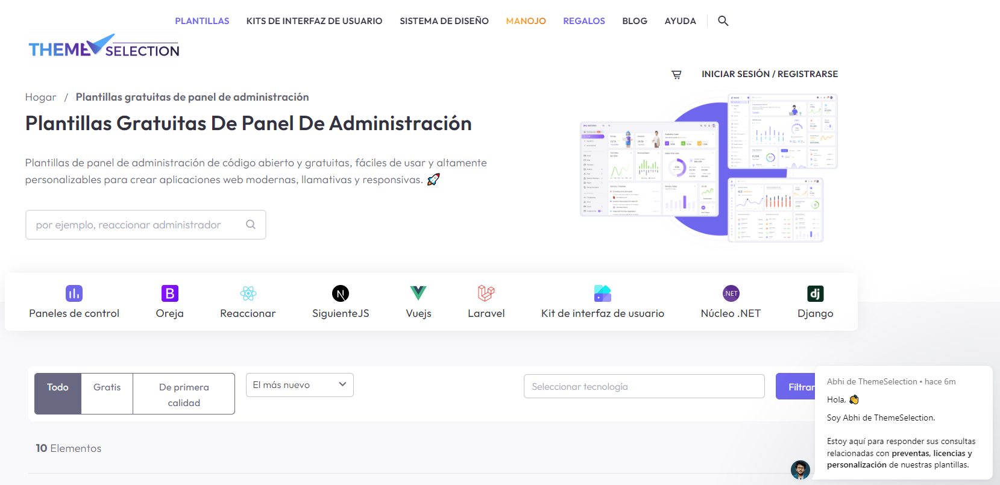 PLANTILLAS KITS DE INTERFAZ DE USUARIO SISTEMA DE DISEÑO MANOJO REGALOS BLOG AYUDA
THEMESELECTION
INICIAR SESIÓN / REGISTRARSE
Hogar / Plantillas gratuitas de panel de administración
Plantillas Gratuitas De Panel De Administración
Plantillas de panel de administración de código abierto y gratuitas, fáciles de usar y altamente
personalizables para crear aplicaciones web modernas, llamativas y responsivas.
por ejemplo, reaccionar administrador
B
N
.NET
dj
Paneles de control Oreja Reaccionar SiguienteJS Vuejs Laravel Kit de interfaz de usuario Núcleo .NET Django
Todo Gratis De primera
calidad
El más nuevo
Seleccionar tecnología
Filtrar
10 Elementos
Abhi de ThemeSelection • hace 6m
Hola, 👋
Soy Abhi de ThemeSelection.
Estoy aquí para responder sus consultas
relacionadas con preventas, licencias y
personalización de nuestras plantillas.